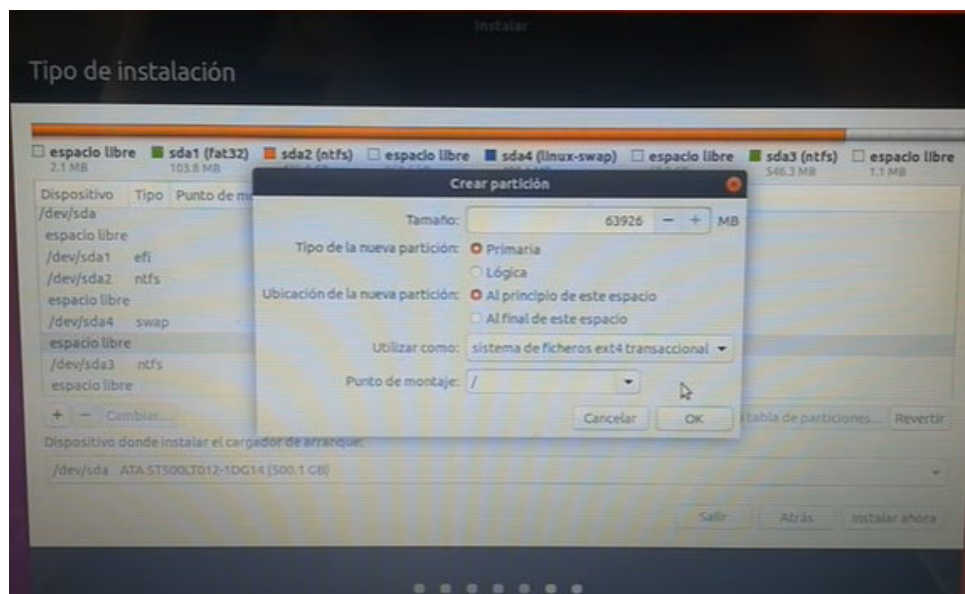 Instalar
Tipo de instalación
espacio libre sda1 (fat32) sda2 (ntfs) espacio libre sda4 (linux-swap) espacio libre sda3 (ntfs) espacio libre
2.1 MB 103.8 MB 546.3 MB 1.1 MB
Crear partición
Dispositivo Tipo Punto de
/dev/sda
espacio libre
/dev/sda1 efi
/dev/sda2 ntfs
espacio libre
/dev/sda4 swap
espacio libre
/dev/sda3 ntfs
espacio libre
Tamaño: 63926 − + MB
Tipo de la nueva partición: Primaria
Lógica
Ubicación de la nueva partición: Al principio de este espacio
Al final de este espacio
Utilizar como: sistema de ficheros ext4 transaccional
Punto de montaje: /
Cancelar OK
+ − Cambiar... tabla de particiones... Revertir
Dispositivo donde instalar el cargador de arranque:
/dev/sda ATA ST500LT012-1DG14 (500.1 GB)
Salir Atrás Instalar ahora